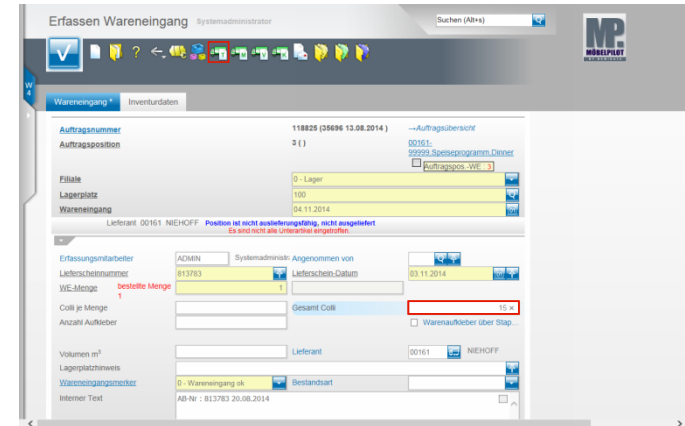 Erfassen Wareneingang Systemadministrator
Suchen (Alt+s)
MP.
MÖBELPILOT
W
4
Wareneingang * Inventurdaten
Auftragsnummer 118825 (35696 13.08.2014 ) →Auftragsübersicht
Auftragsposition 3 ( ) 00161-
99999.Speiseprogramm.Dinner
Auftragspos.-WE : 3
Filiale 0 - Lager
Lagerplatz 100
Wareneingang 04.11.2014
Lieferant 00161 NIEHOFF Position ist nicht auslieferungsfähig, nicht ausgeliefert
Es sind nicht alle Unterartikel eingetroffen.
Erfassungsmitarbeiter ADMIN Systemadministr Angenommen von
Lieferscheinnummer 813783 Lieferschein-Datum 03.11.2014
WE-Menge bestellte Menge 1
1
Colli je Menge Gesamt Colli 15 ×
Anzahl Aufkleber Warenaufkleber über Stap...
Volumen m³ Lieferant 00161 NIEHOFF
Lagerplatzhinweis
Wareneingangsmerker 0 - Wareneingang ok Bestandsart
Interner Text AB-Nr : 813783 20.08.2014